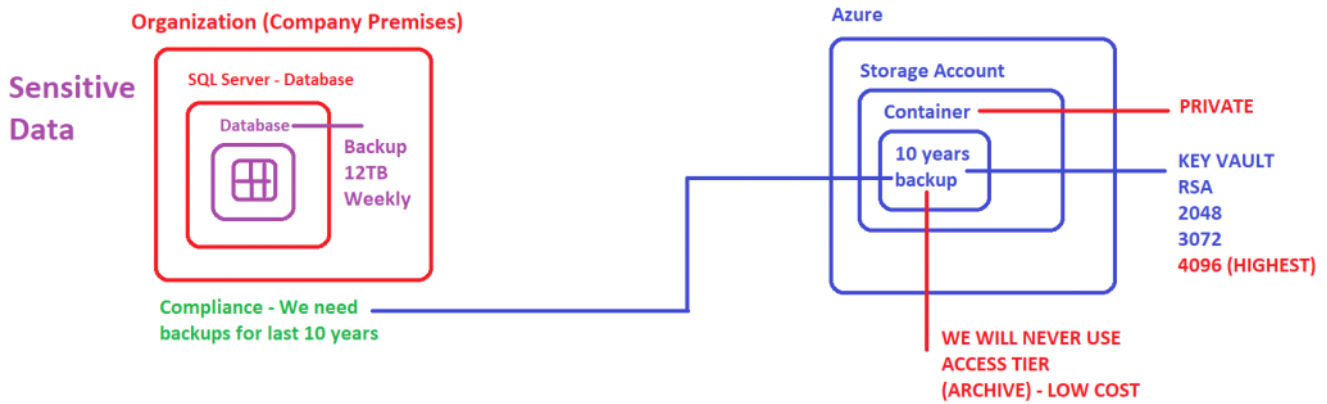 Organization (Company Premises)
Sensitive
Data
SQL Server - Database
Database
Backup
12TB
Weekly
Compliance - We need
backups for last 10 years
Azure
Storage Account
Container
PRIVATE
10 years
backup
KEY VAULT
RSA
2048
3072
4096 (HIGHEST)
WE WILL NEVER USE
ACCESS TIER
(ARCHIVE) - LOW COST